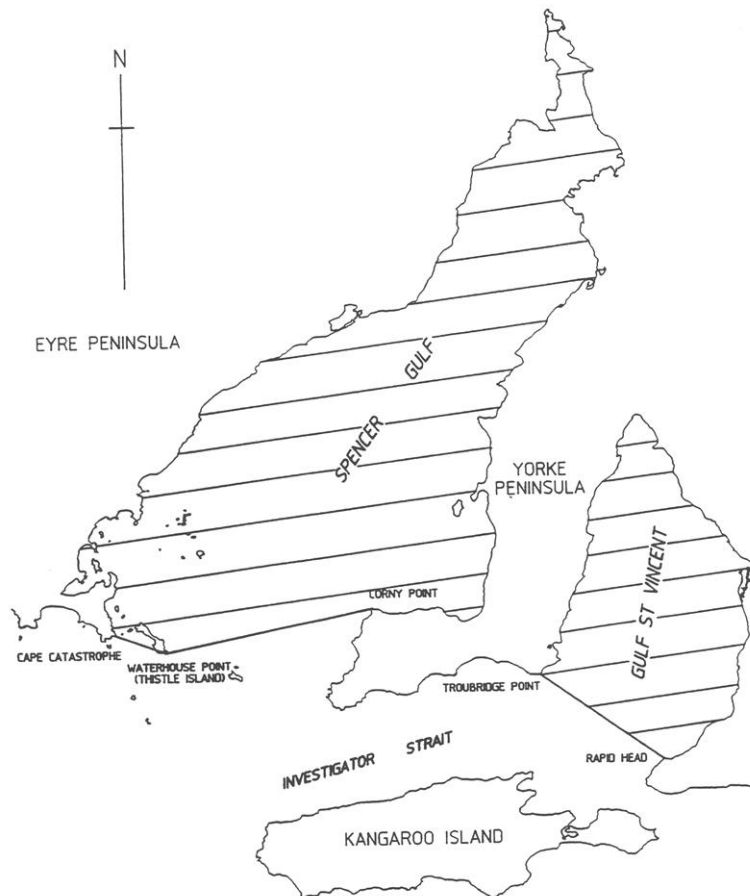 N
EYRE PENINSULA
SPENCER GULF
YORKE
PENINSULA
GULF ST VINCENT
CORNY POINT
CAPE CATASTROPHE
WATERHOUSE POINT
(THISTLE ISLAND)
TROUBRIDGE POINT
INVESTIGATOR STRAIT
RAPID HEAD
KANGAROO ISLAND